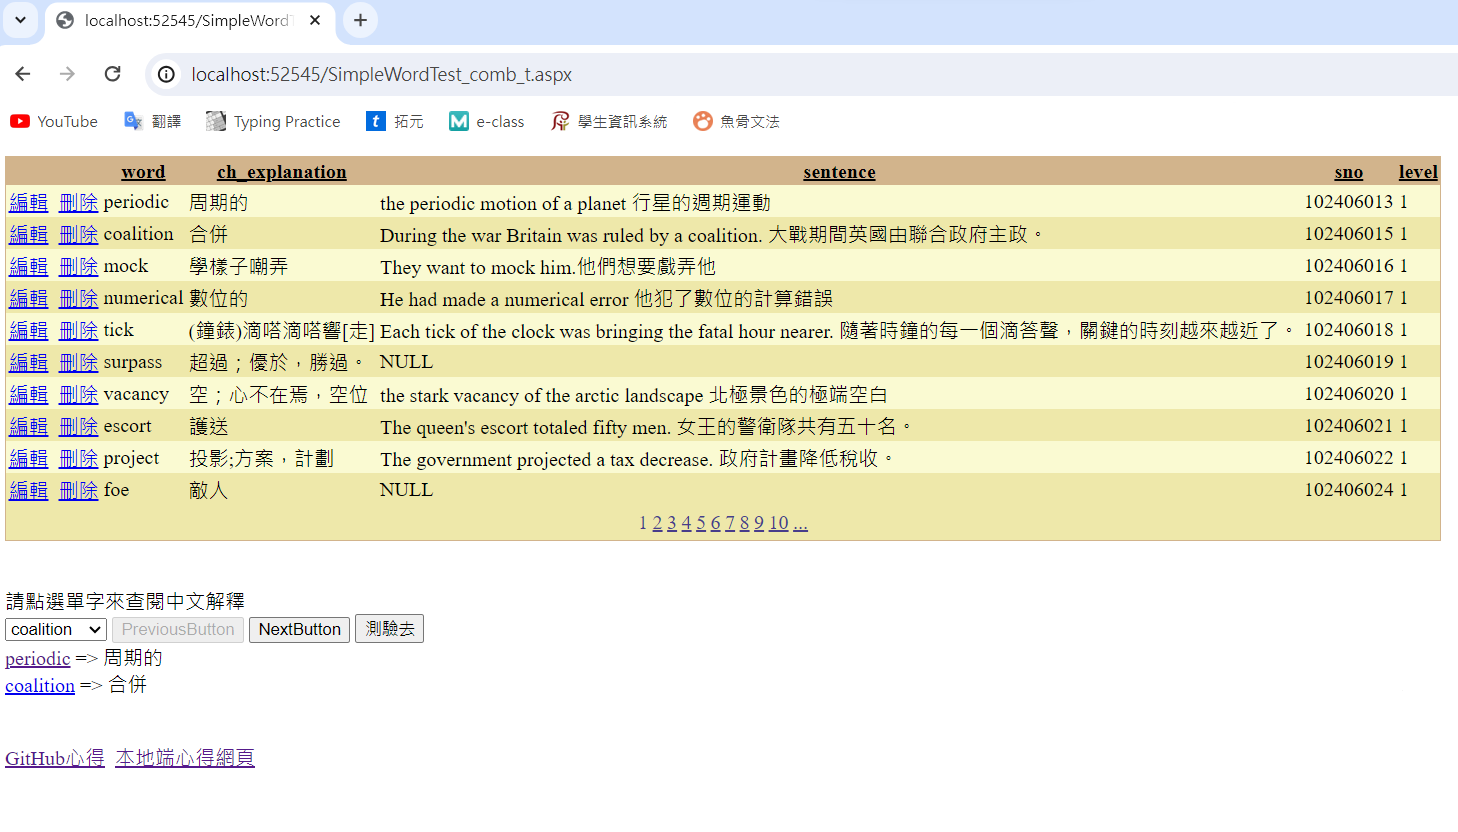 localhost:52545/SimpleWordT
localhost:52545/SimpleWordTest_comb_t.aspx
YouTube 翻譯 Typing Practice 拓元 e-class 學生資訊系統 魚骨文法
word ch_explanation sentence sno level
編輯 刪除 periodic 周期的 the periodic motion of a planet 行星的週期運動 102406013 1
編輯 刪除 coalition 合併 During the war Britain was ruled by a coalition. 大戰期間英國由聯合政府主政。 102406015 1
編輯 刪除 mock 學樣子嘲弄 They want to mock him.他們想要戲弄他 102406016 1
編輯 刪除 numerical 數位的 He had made a numerical error 他犯了數位的計算錯誤 102406017 1
編輯 刪除 tick (鐘錶)滴嗒滴嗒響[走] Each tick of the clock was bringing the fatal hour nearer. 隨著時鐘的每一個滴答聲，關鍵的時刻越來越近了。 102406018 1
編輯 刪除 surpass 超過；優於，勝過。 NULL 102406019 1
編輯 刪除 vacancy 空；心不在焉，空位 the stark vacancy of the arctic landscape 北極景色的極端空白 102406020 1
編輯 刪除 escort 護送 The queen's escort totaled fifty men. 女王的警衛隊共有五十名。 102406021 1
編輯 刪除 project 投影;方案，計劃 The government projected a tax decrease. 政府計畫降低稅收。 102406022 1
編輯 刪除 foe 敵人 NULL 102406024 1
1 2 3 4 5 6 7 8 9 10 ...
請點選單字來查閱中文解釋
coalition PreviousButton NextButton 測驗去
periodic => 周期的
coalition => 合併
GitHub心得 本地端心得網頁